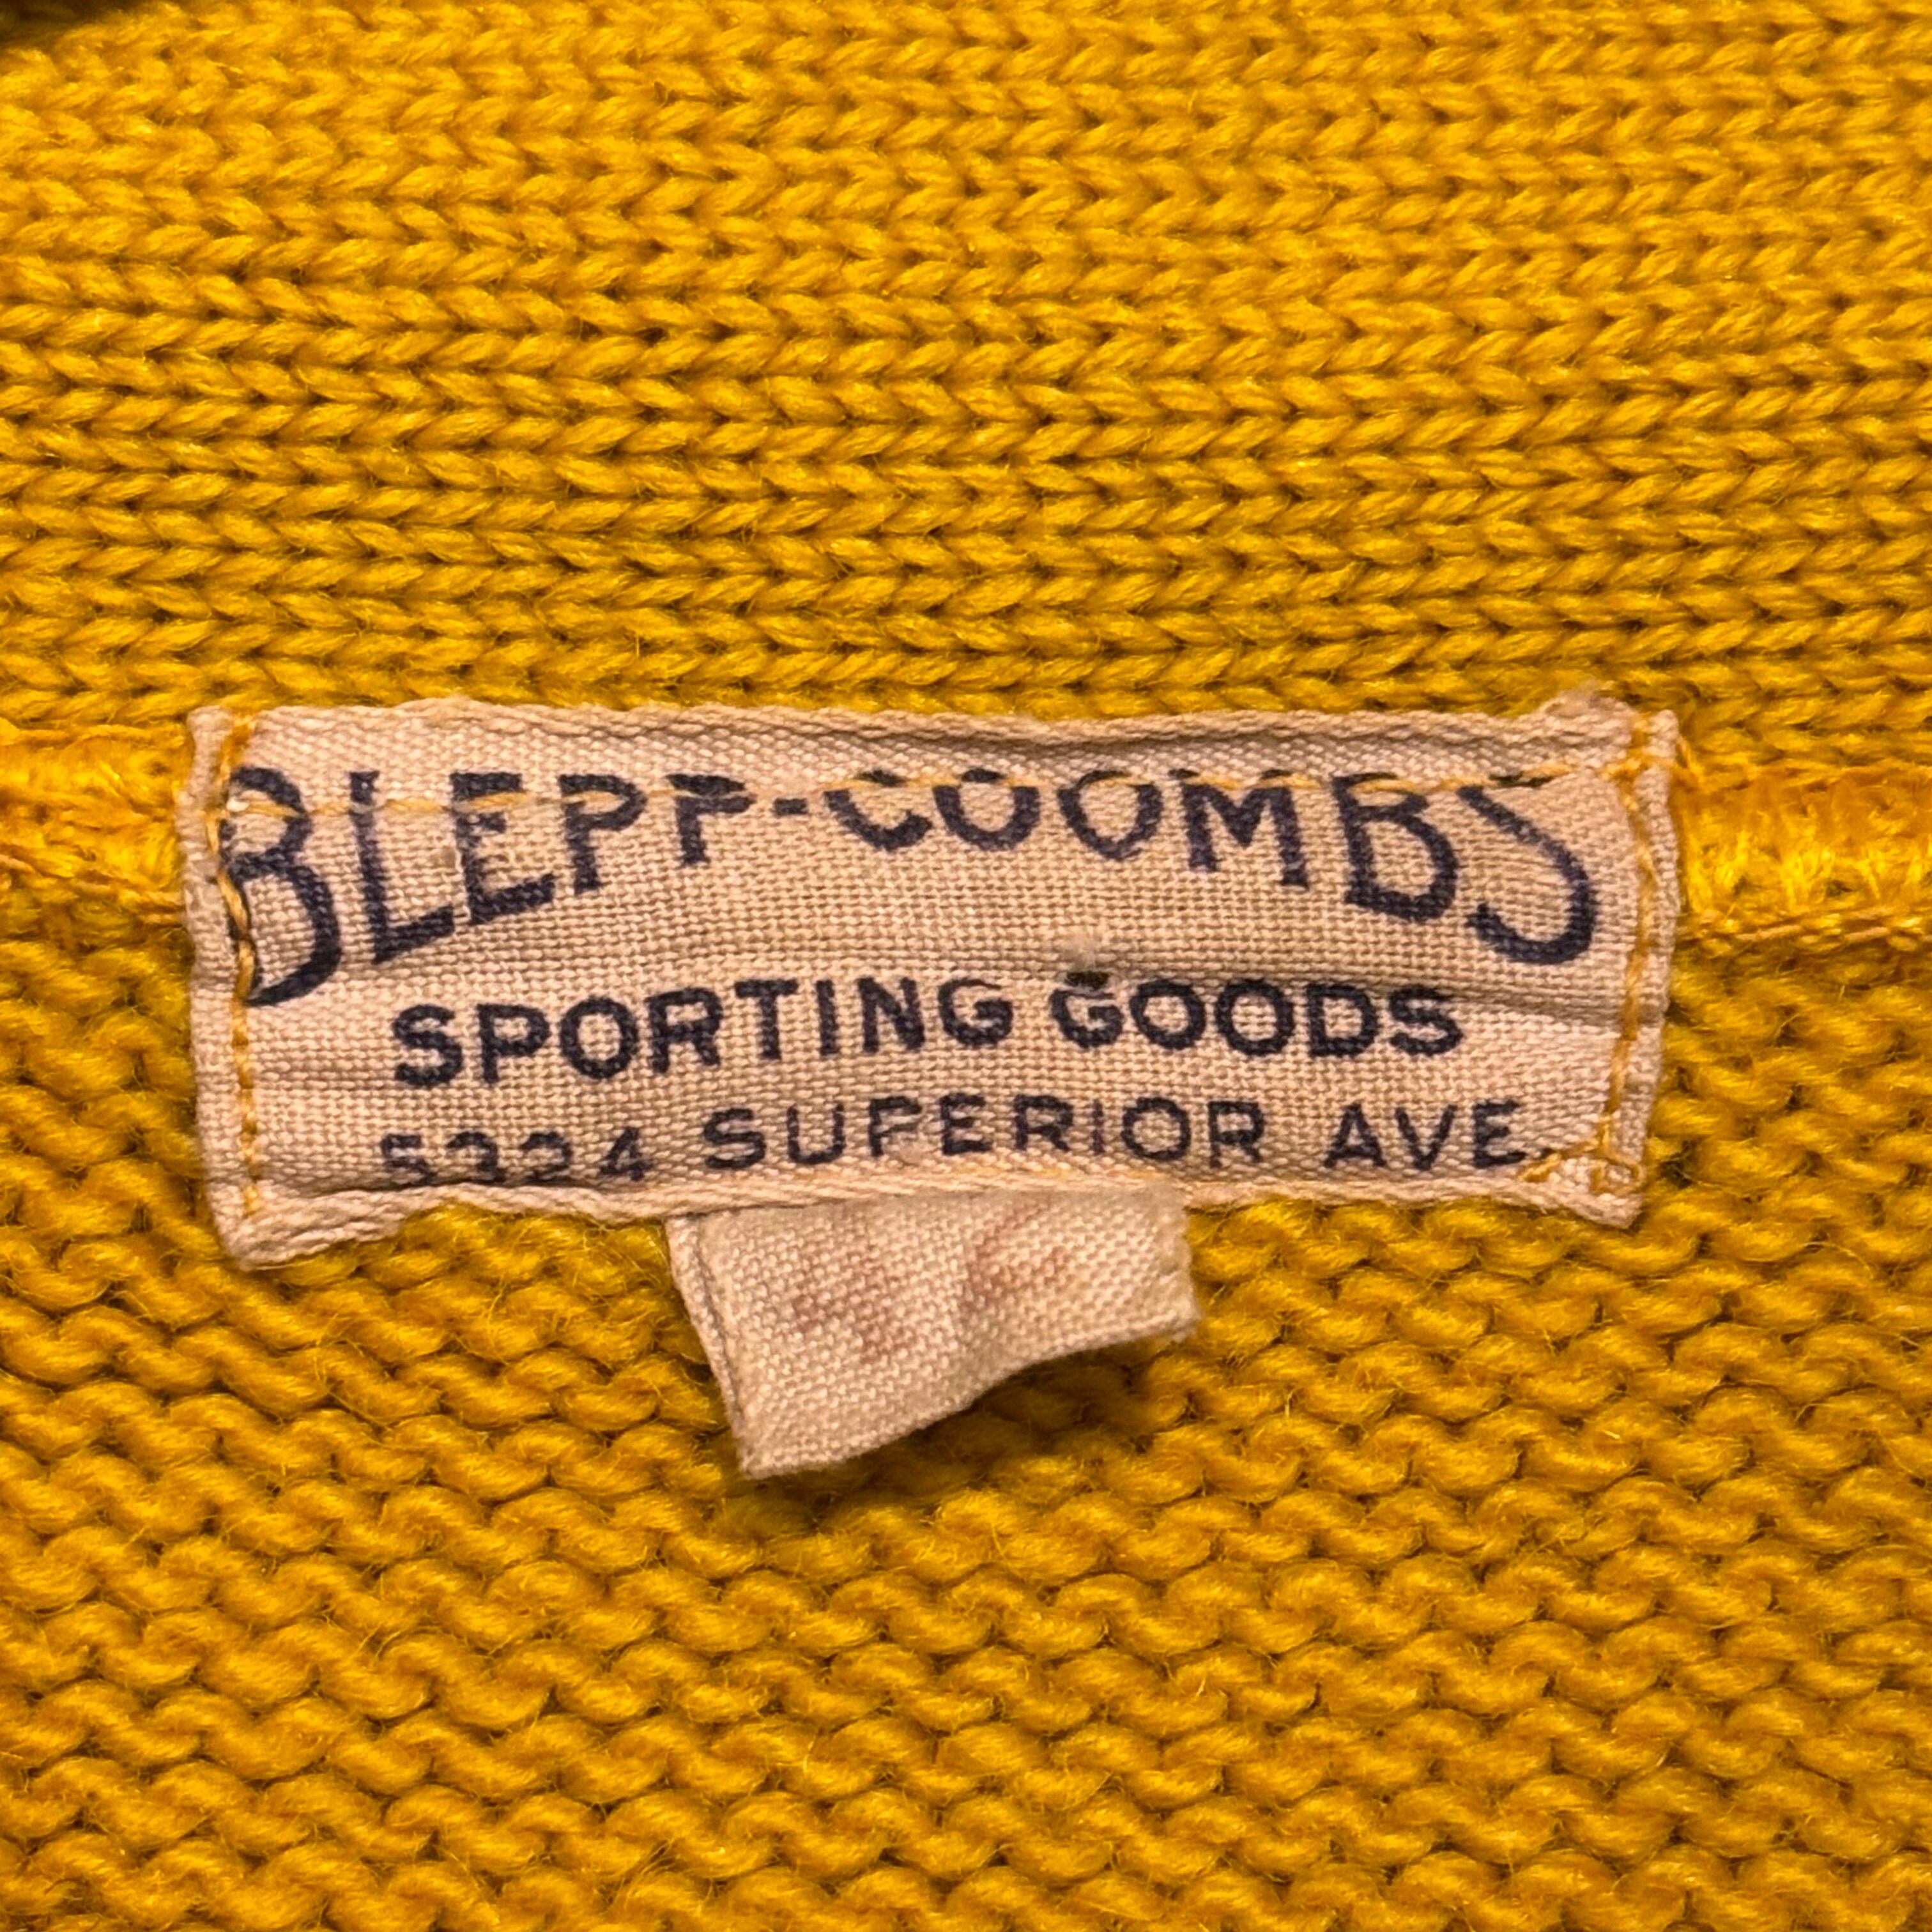 BLEPP-COOMBS
SPORTING GOODS
5324 SUPERIOR AVE.